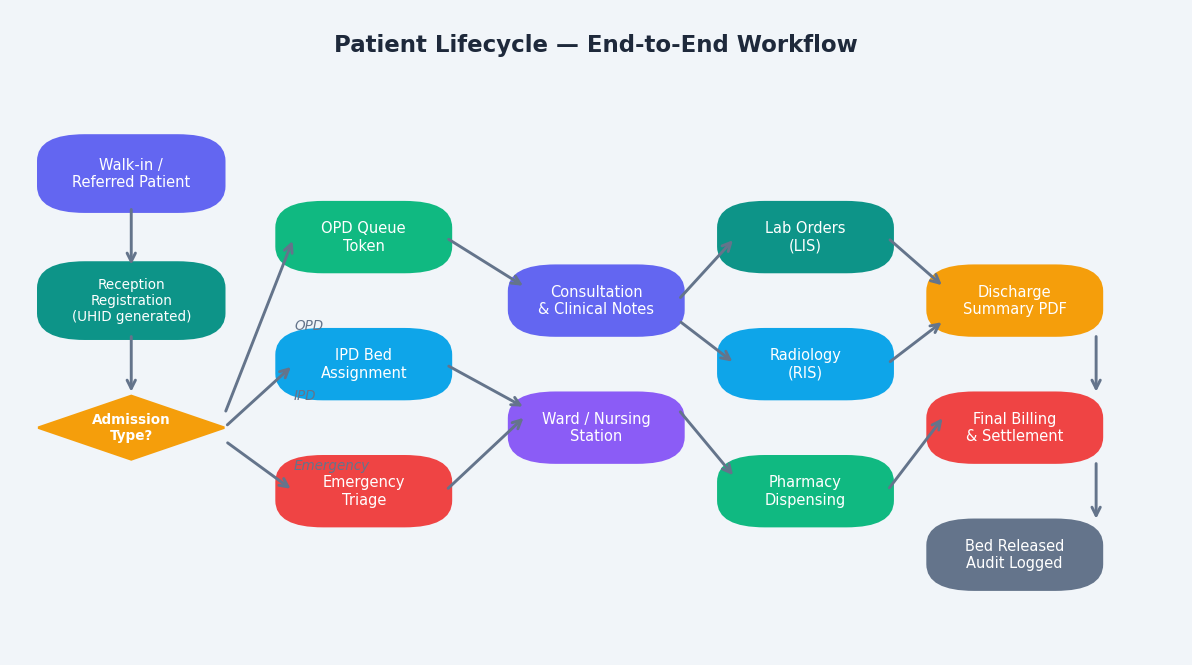 Patient Lifecycle — End-to-End Workflow
Walk-in /
Referred Patient
Reception
Registration
(UHID generated)
Admission
Type?
OPD
IPD
Emergency
OPD Queue
Token
IPD Bed
Assignment
Emergency
Triage
Consultation
& Clinical Notes
Ward / Nursing
Station
Lab Orders
(LIS)
Radiology
(RIS)
Pharmacy
Dispensing
Discharge
Summary PDF
Final Billing
& Settlement
Bed Released
Audit Logged